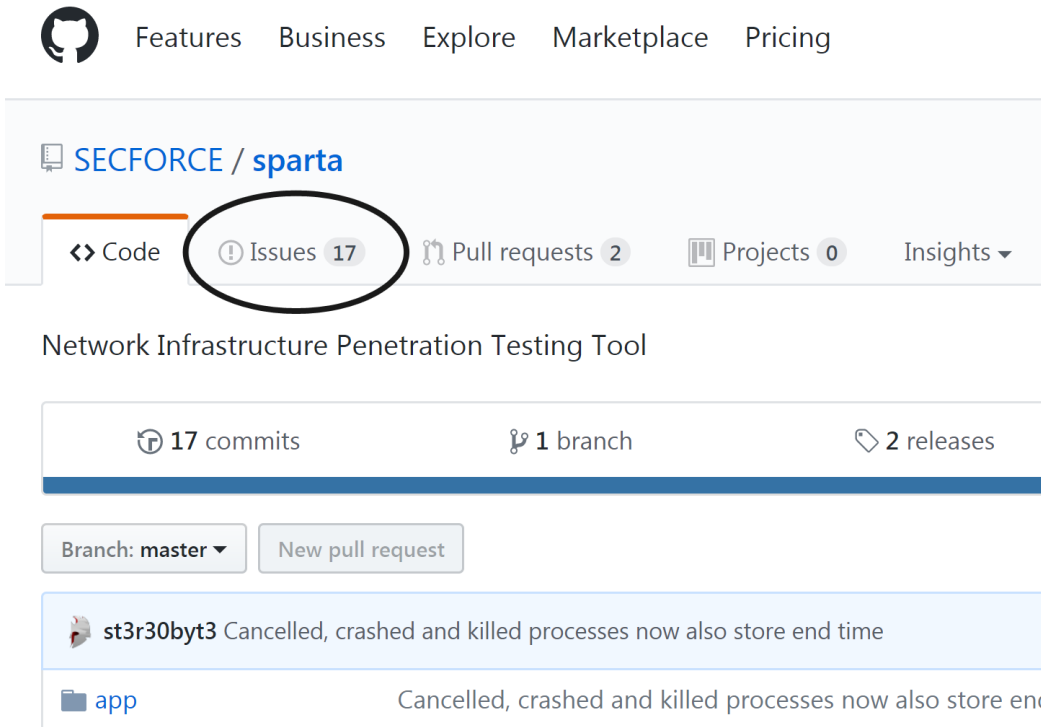 Features Business Explore Marketplace Pricing
SECFORCE / sparta
<> Code Issues 17 Pull requests 2 Projects 0 Insights
Network Infrastructure Penetration Testing Tool
17 commits 1 branch 2 releases
Branch: master New pull request
st3r30byt3 Cancelled, crashed and killed processes now also store end time
app Cancelled, crashed and killed processes now also store en